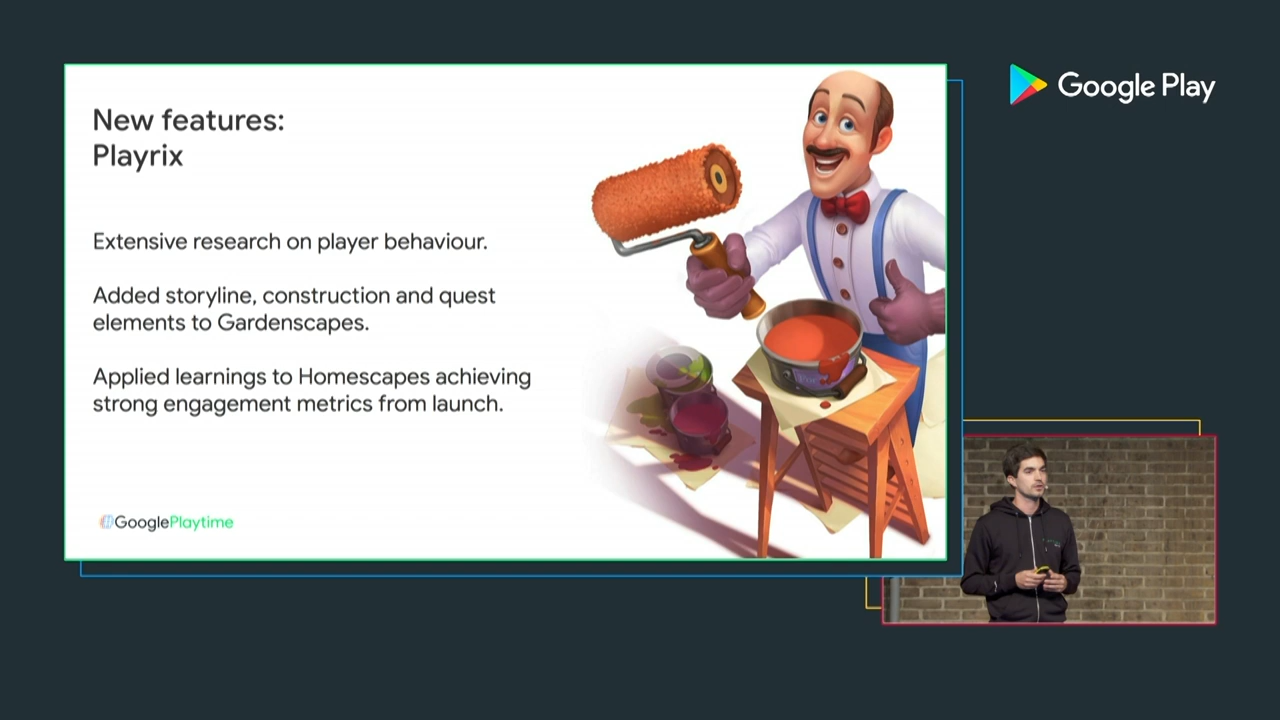 New features:
Playrix
Extensive research on player behaviour.
Added storyline, construction and quest
elements to Gardenscapes.
Applied learnings to Homescapes achieving
strong engagement metrics from launch.
#GooglePlaytime
Google Play